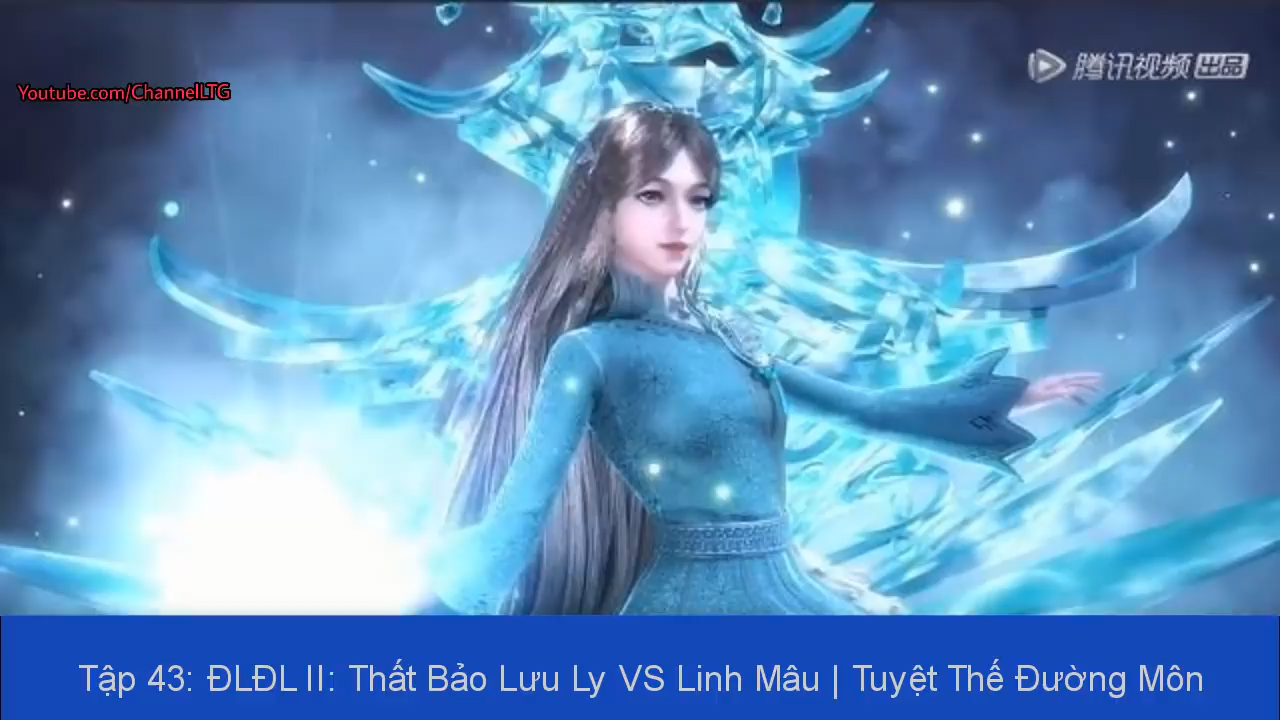 腾讯视频 出品
Youtube.com/ChannelLTG
Tập 43: ĐLĐL II: Thất Bảo Lưu Ly VS Linh Mâu | Tuyệt Thế Đường Môn